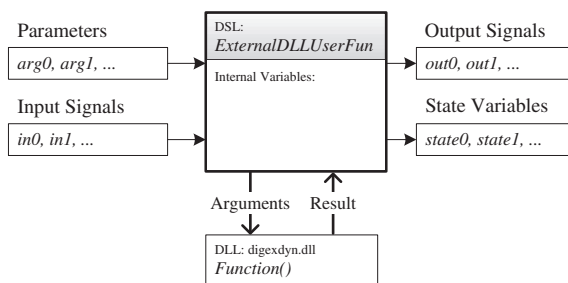 Parameters
arg0, arg1, ...
Input Signals
in0, in1, ...
DSL:
ExternalDLLUserFun
Internal Variables:
Output Signals
out0, out1, ...
State Variables
state0, state1, ...
Arguments
Result
DLL: digexdyn.dll
Function()